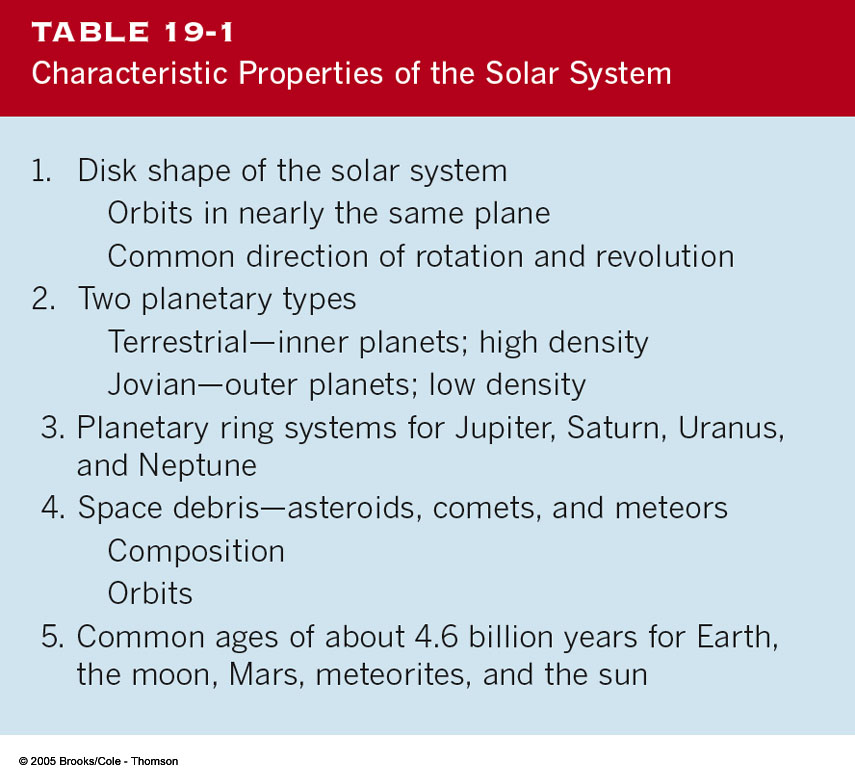 TABLE 19-1
Characteristic Properties of the Solar System
1. Disk shape of the solar system
Orbits in nearly the same plane
Common direction of rotation and revolution
2. Two planetary types
Terrestrial—inner planets; high density
Jovian—outer planets; low density
3. Planetary ring systems for Jupiter, Saturn, Uranus,
and Neptune
4. Space debris—asteroids, comets, and meteors
Composition
Orbits
5. Common ages of about 4.6 billion years for Earth,
the moon, Mars, meteorites, and the sun
© 2005 Brooks/Cole - Thomson